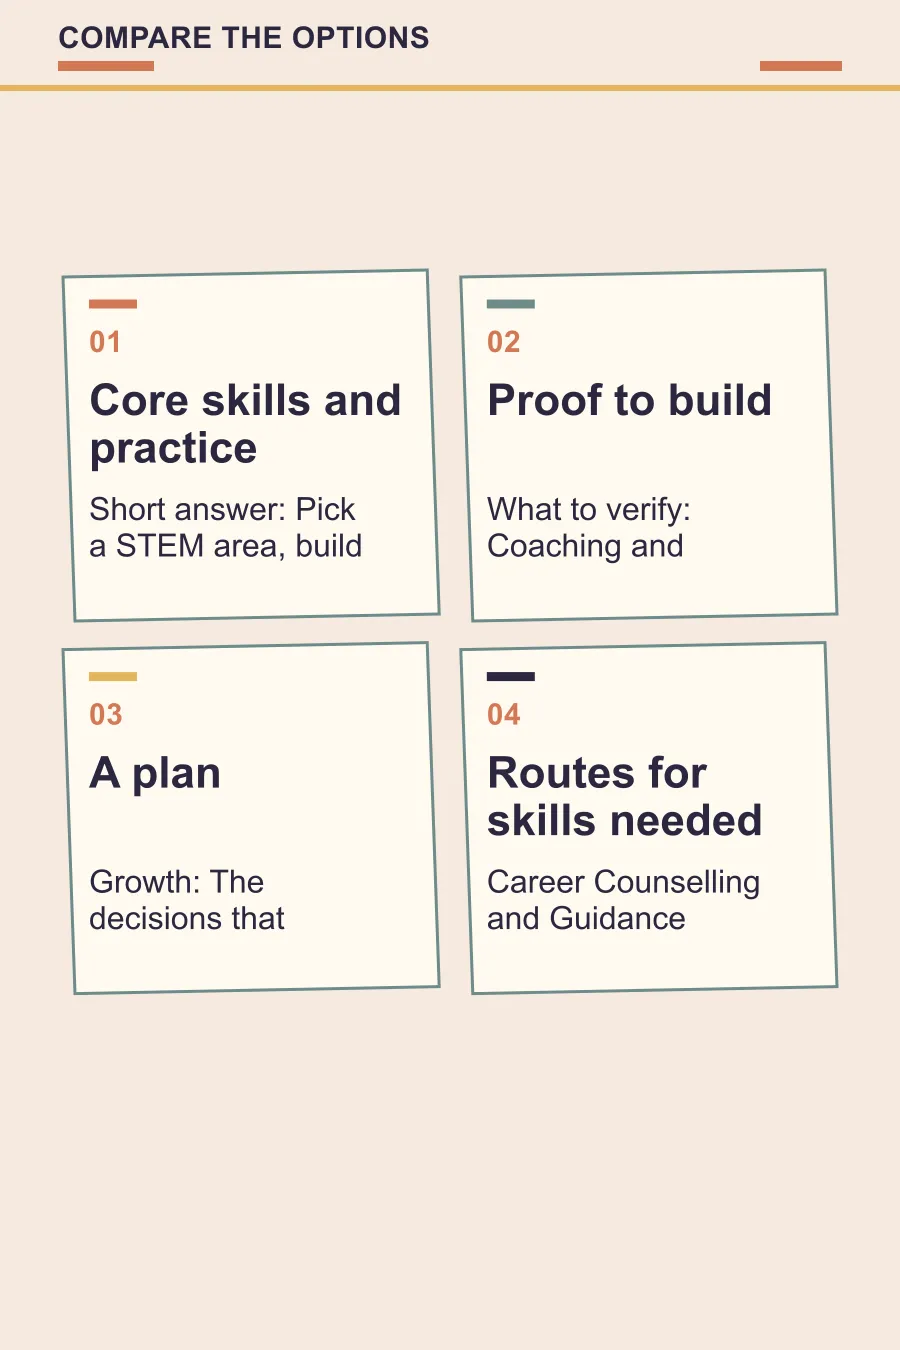 COMPARE THE OPTIONS
01
Core skills and
practice
Short answer: Pick
a STEM area, build
02
Proof to build
What to verify:
Coaching and
03
A plan
Growth: The
decisions that
04
Routes for
skills needed
Career Counselling
and Guidance